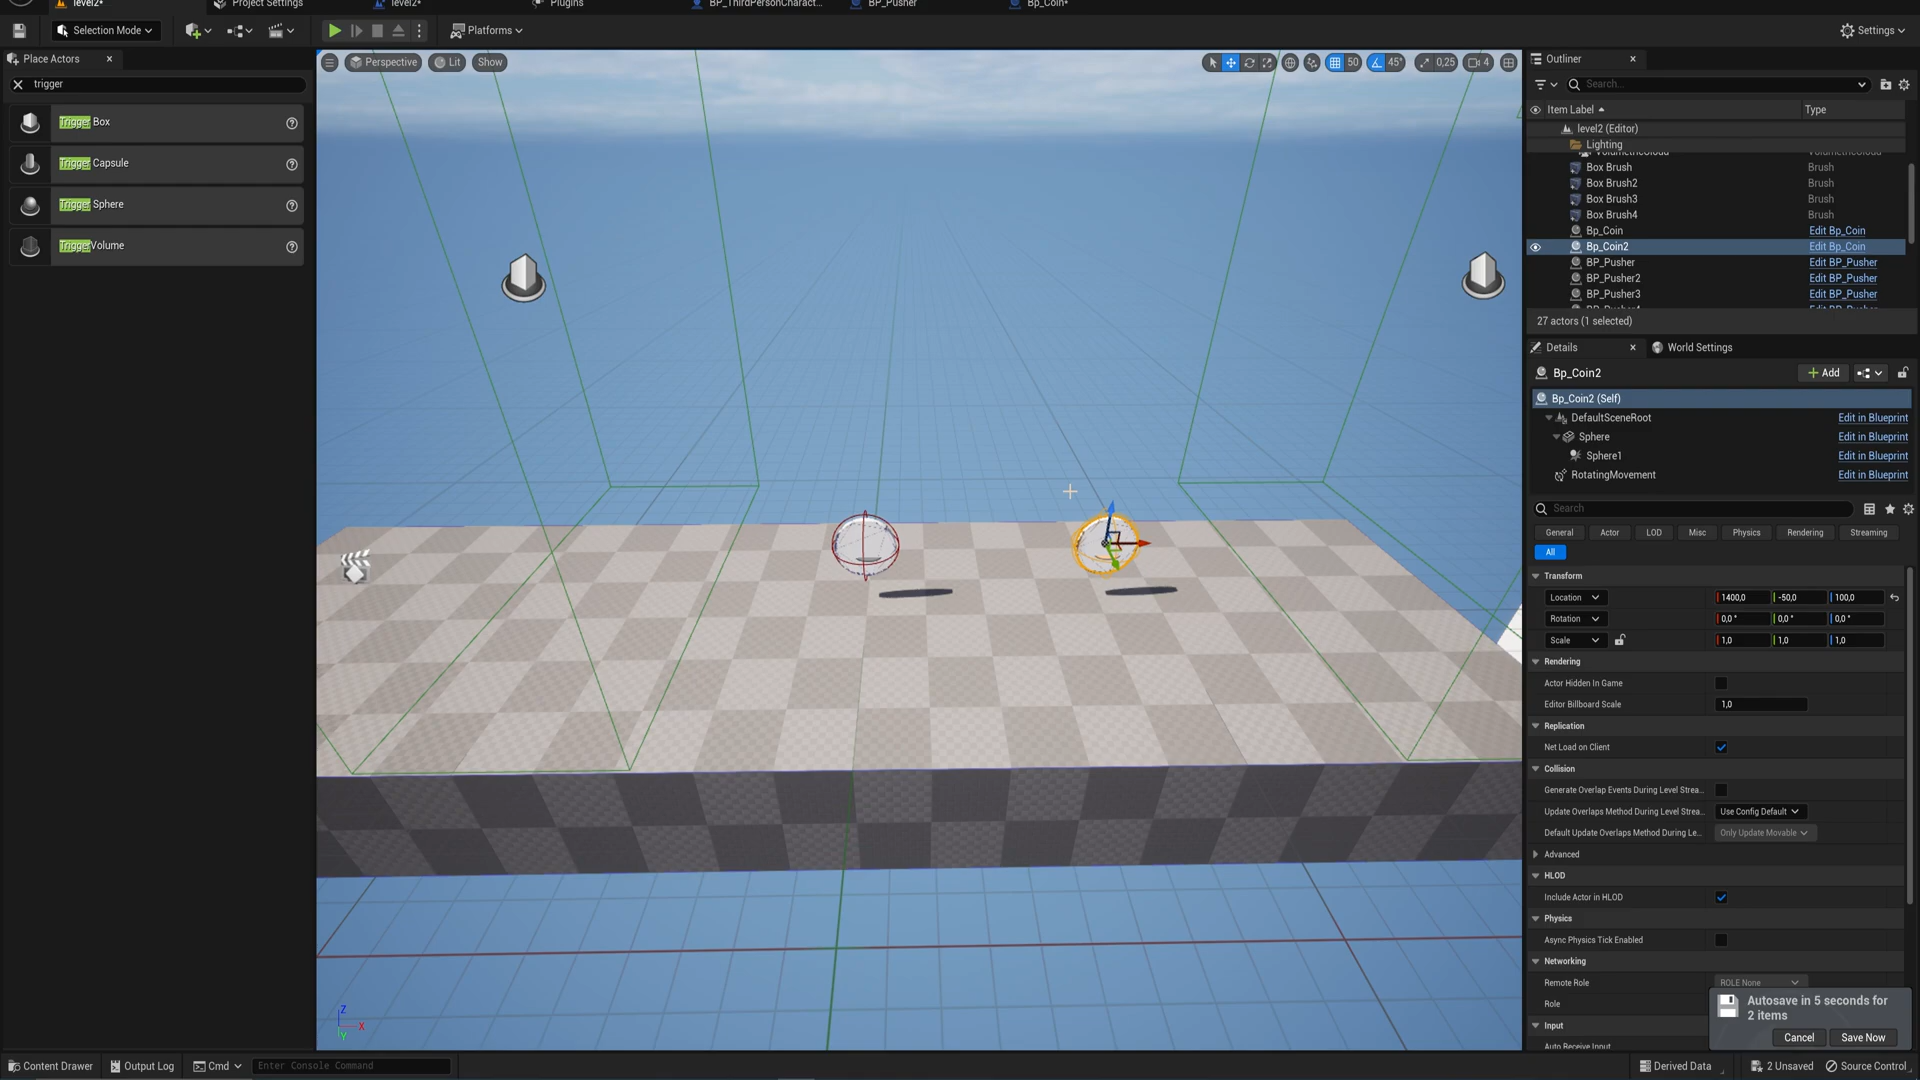 level2*
Project Settings
level2*
Plugins
BP_ThirdPersonCharact...
BP_Pusher
Bp_Coin*
Selection Mode
Platforms
Settings
Place Actors
trigger
Trigger Box
Trigger Capsule
Trigger Sphere
TriggerVolume
Perspective
Lit
Show
50
45°
0,25
4
Outliner
Search...
Item Label
Type
level2 (Editor)
Lighting
Box Brush Brush
Box Brush2 Brush
Box Brush3 Brush
Box Brush4 Brush
Bp_Coin Edit Bp_Coin
Bp_Coin2 Edit Bp_Coin
BP_Pusher Edit BP_Pusher
BP_Pusher2 Edit BP_Pusher
BP_Pusher3 Edit BP_Pusher
27 actors (1 selected)
Details
World Settings
Bp_Coin2
Add
Bp_Coin2 (Self)
DefaultSceneRoot Edit in Blueprint
Sphere Edit in Blueprint
Sphere1 Edit in Blueprint
RotatingMovement Edit in Blueprint
Search
General Actor LOD Misc Physics Rendering Streaming
All
Transform
Location 1400,0 -50,0 100,0
Rotation 0,0° 0,0° 0,0°
Scale 1,0 1,0 1,0
Rendering
Actor Hidden In Game
Editor Billboard Scale 1,0
Replication
Net Load on Client
Collision
Generate Overlap Events During Level Strea...
Update Overlaps Method During Level Strea... Use Config Default
Default Update Overlaps Method During Le... Only Update Movable
Advanced
HLOD
Include Actor in HLOD
Physics
Async Physics Tick Enabled
Networking
Remote Role ROLE None
Role
Input
Auto Receive Input
Autosave in 5 seconds for
2 items
Cancel
Save Now
Z
X
Y
Content Drawer
Output Log
Cmd
Enter Console Command
Derived Data
2 Unsaved
Source Control